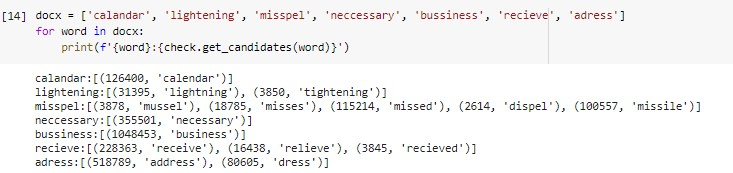 [14] docx = ['calandar', 'lightening', 'misspel', 'neccessary', 'bussiness', 'recieve', 'adress']
for word in docx:
print(f'{word}:{check.get_candidates(word)}')
calandar:[(126400, 'calendar')]
lightening:[(31395, 'lightning'), (3850, 'tightening')]
misspel:[(3878, 'mussel'), (18785, 'misses'), (115214, 'missed'), (2614, 'dispel'), (100557, 'missile')]
neccessary:[(355501, 'necessary')]
bussiness:[(1048453, 'business')]
recieve:[(228363, 'receive'), (16438, 'relieve'), (3845, 'recieved')]
adress:[(518789, 'address'), (80605, 'dress')]